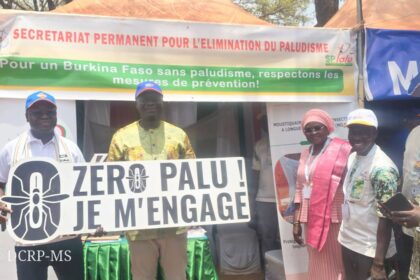 SECRETARIAT PERMANENT POUR L'ELIMINATION DU PALUDISME
SPPalu
Pour un Burkina Faso sans paludisme, respectons les
mesures de prévention!
M
ZERO PALU !
JE M'ENGAGE
DCRP-MS